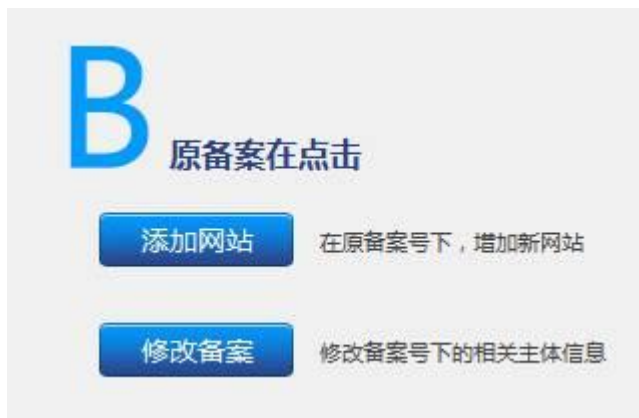 B 原备案在点击
添加网站 在原备案号下，增加新网站
修改备案 修改备案号下的相关主体信息